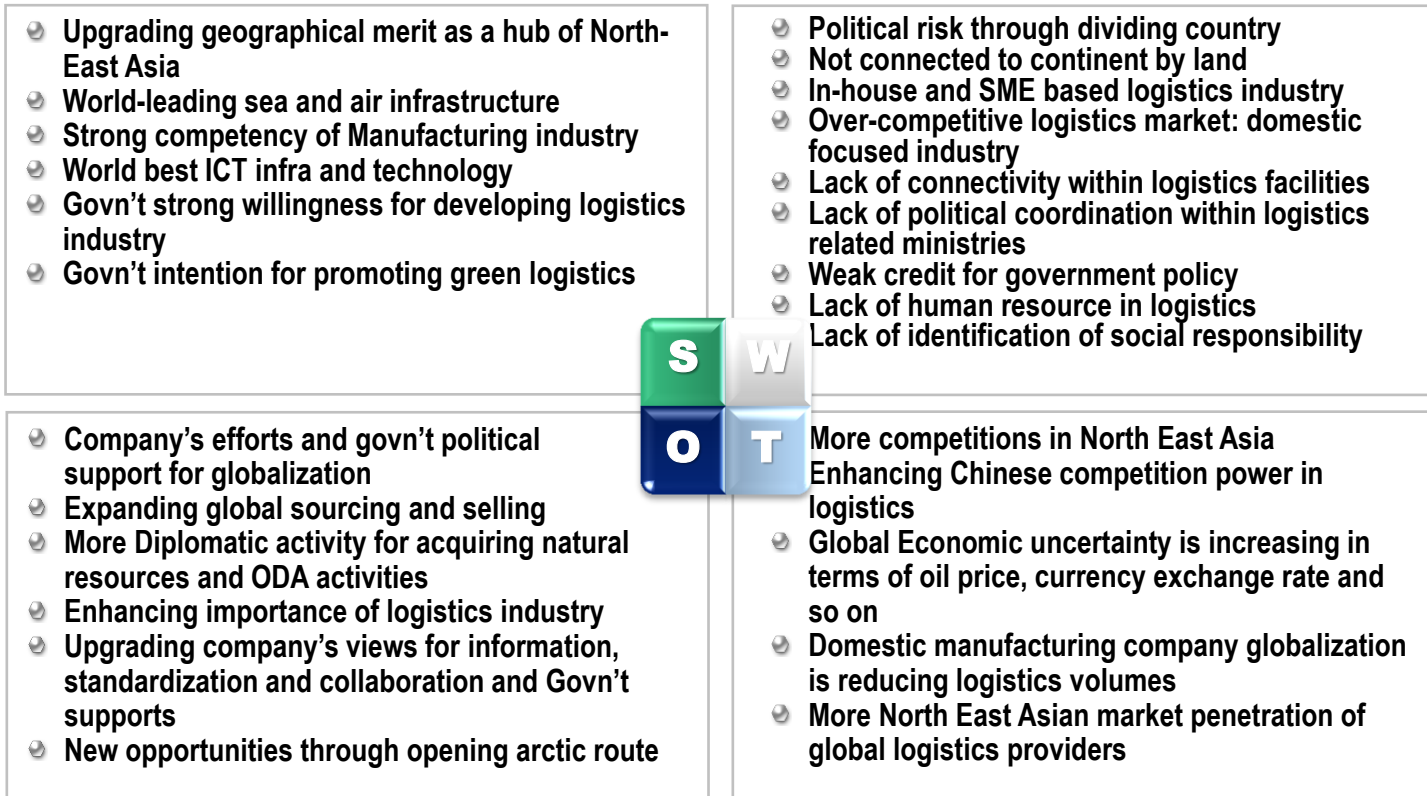 Upgrading geographical merit as a hub of North-
East Asia
World-leading sea and air infrastructure
Strong competency of Manufacturing industry
World best ICT infra and technology
Govn't strong willingness for developing logistics
industry
Govn't intention for promoting green logistics
Political risk through dividing country
Not connected to continent by land
In-house and SME based logistics industry
Over-competitive logistics market: domestic
focused industry
Lack of connectivity within logistics facilities
Lack of political coordination within logistics
related ministries
Weak credit for government policy
Lack of human resource in logistics
Lack of identification of social responsibility
S W
O T
Company's efforts and govn't political
support for globalization
Expanding global sourcing and selling
More Diplomatic activity for acquiring natural
resources and ODA activities
Enhancing importance of logistics industry
Upgrading company's views for information,
standardization and collaboration and Govn't
supports
New opportunities through opening arctic route
More competitions in North East Asia
Enhancing Chinese competition power in
logistics
Global Economic uncertainty is increasing in
terms of oil price, currency exchange rate and
so on
Domestic manufacturing company globalization
is reducing logistics volumes
More North East Asian market penetration of
global logistics providers